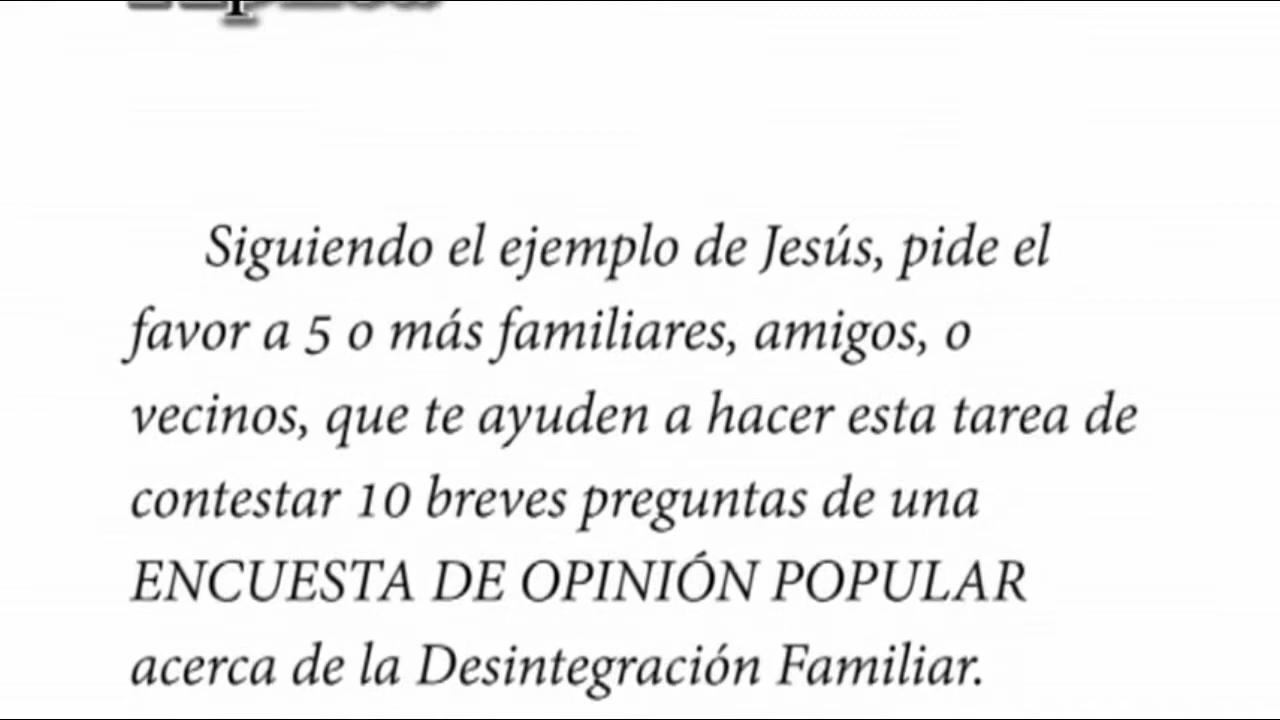 Siguiendo el ejemplo de Jesús, pide el
favor a 5 o más familiares, amigos, o
vecinos, que te ayuden a hacer esta tarea de
contestar 10 breves preguntas de una
ENCUESTA DE OPINIÓN POPULAR
acerca de la Desintegración Familiar.